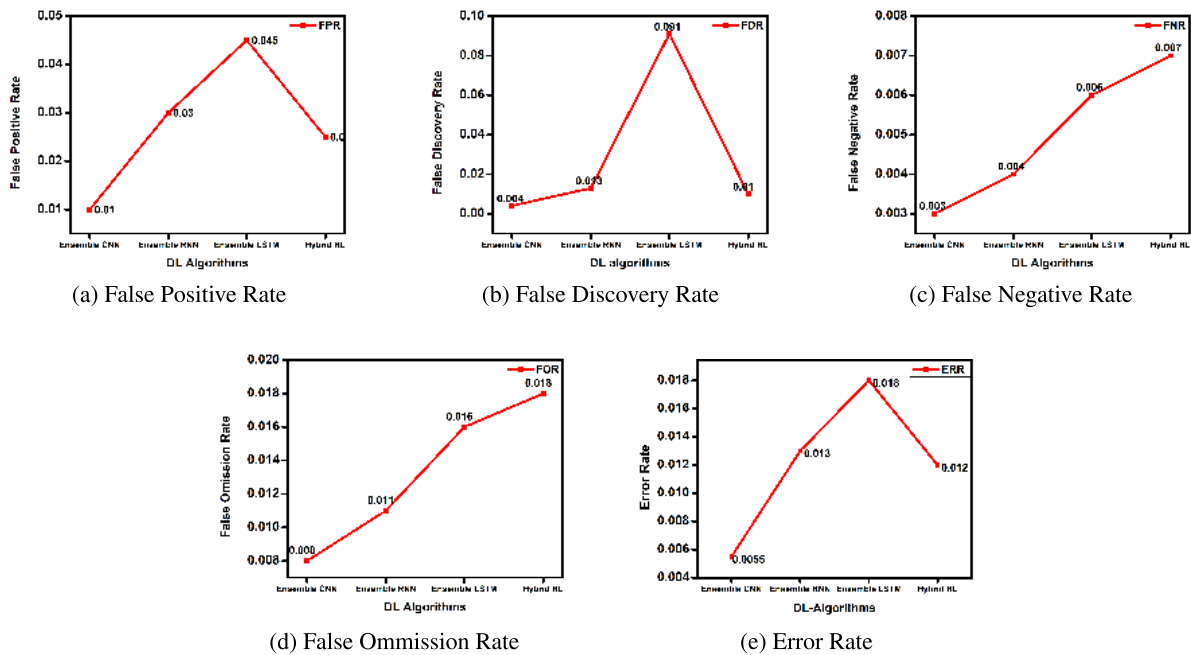 0.05
0.04
0.03
0.02
0.01
False Positive Rate
FPR
0.01
0.03
0.045
0.0
Ensemble CNN
Ensemble RNN
Ensemble LSTM
Hybrid RL
DL Algorithms
(a) False Positive Rate
0.10
0.08
0.06
0.04
0.02
0.00
False Discovery Rate
FDR
0.004
0.013
0.091
0.01
Ensemble CNN
Ensemble RNN
Ensemble LSTM
Hybrid RL
DL algorithms
(b) False Discovery Rate
0.008
0.007
0.006
0.005
0.004
0.003
False Negative Rate
FNR
0.003
0.004
0.006
0.007
Ensemble CNN
Ensemble RNN
Ensemble LSTM
Hybrid RL
DL Algorithms
(c) False Negative Rate
0.020
0.018
0.016
0.014
0.012
0.010
0.008
False Omission Rate
FOR
0.008
0.011
0.016
0.018
Ensemble CNN
Ensemble RNN
Ensemble LSTM
Hybrid RL
DL Algorithms
(d) False Ommission Rate
0.018
0.016
0.014
0.012
0.010
0.008
0.006
0.004
Error Rate
ERR
0.0055
0.013
0.018
0.012
Ensemble CNN
Ensemble RNN
Ensemble LSTM
Hybrid RL
DL-Algorithms
(e) Error Rate